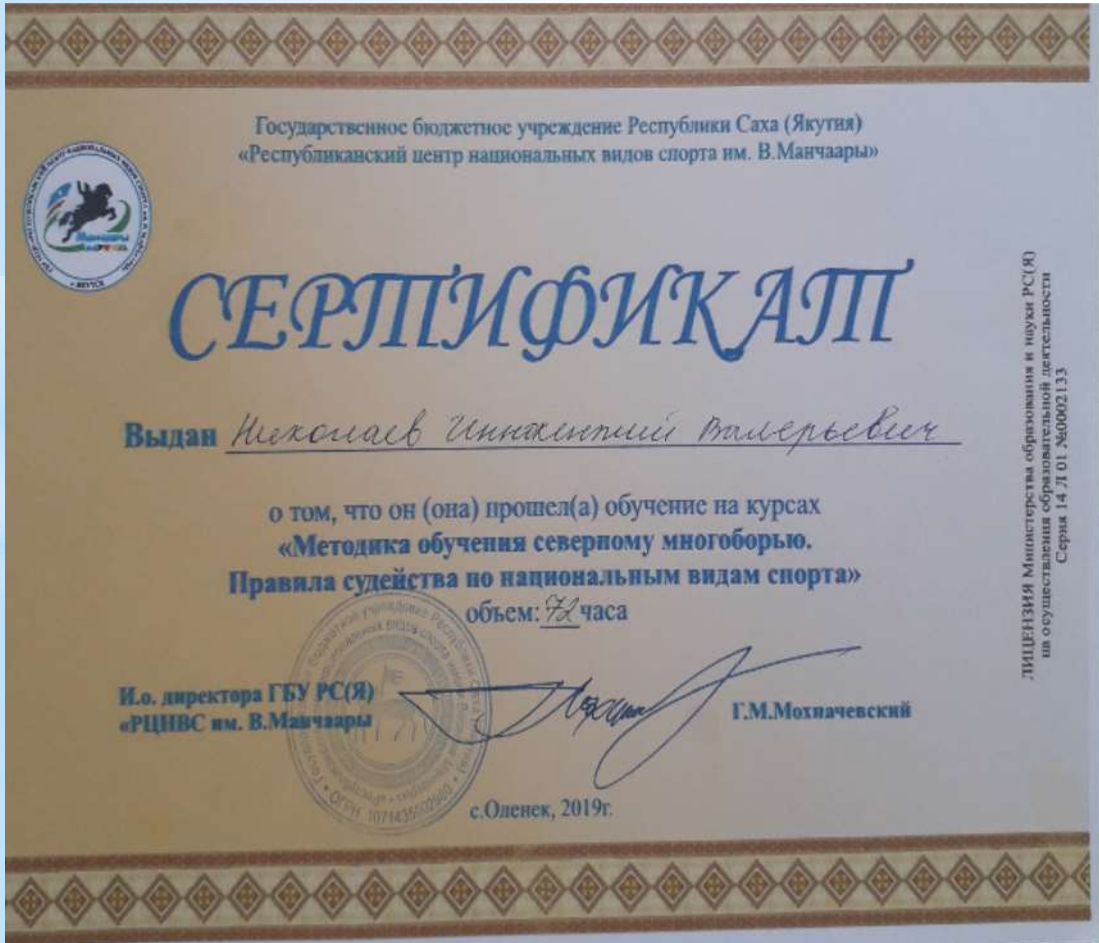 Государственное бюджетное учреждение Республики Саха (Якутия)
«Республиканский центр национальных видов спорта им. В.Манчаары»
Манчаары
СЕРТИФИКАТ
Выдан Николаев Иннокентий Валерьевич
о том, что он (она) прошел(а) обучение на курсах
«Методика обучения северному многоборью.
Правила судейства по национальным видам спорта»
объем: 72 часа
И.о. директора ГБУ РС(Я)
«РЦНВС им. В.Манчаары
Г.М.Мохначевский
с.Оленек, 2019г.
ЛИЦЕНЗИЯ Министерства образования и науки РС(Я)
на осуществления образовательной деятельности
Серия 14 Л 01 №0002133